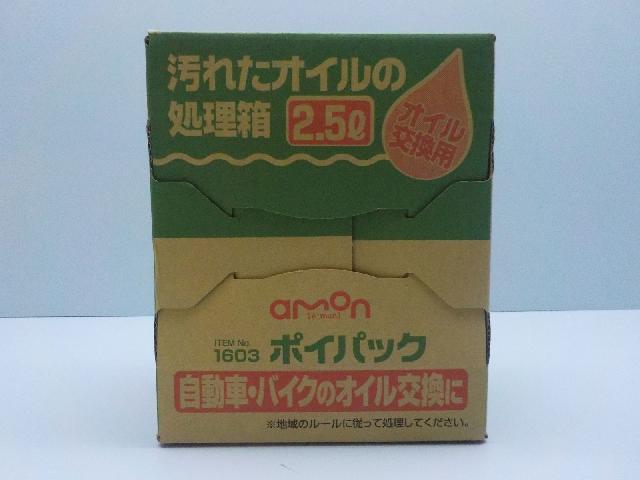 汚れたオイルの
処理箱 2.5ℓ
オイル
交換用
amon
[e:mon]
ITEM No.
1603 ポイパック
自動車・バイクのオイル交換に
※地域のルールに従って処理してください。